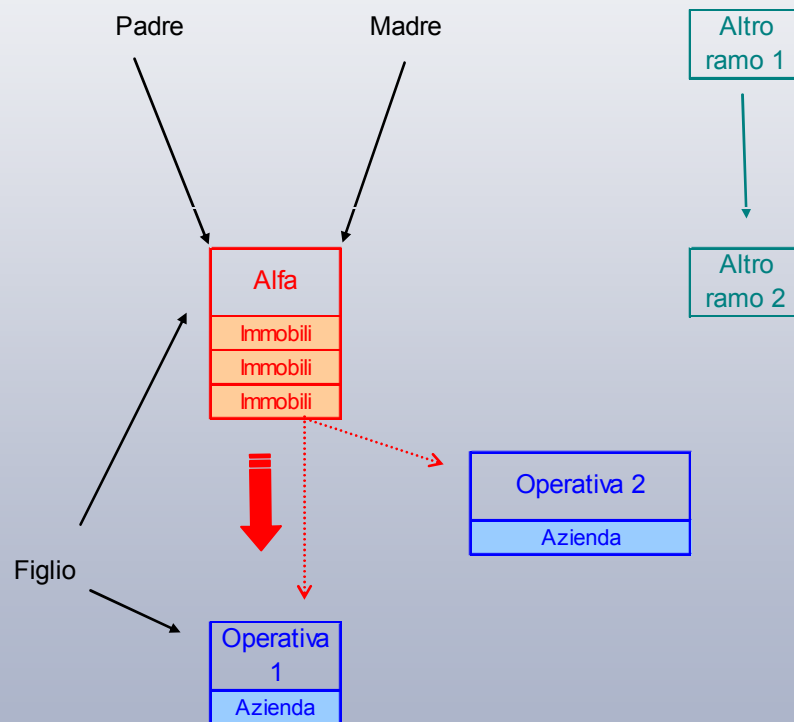 Padre
Madre
Altro
ramo 1
Alfa
Immobili
Immobili
Immobili
Altro
ramo 2
Operativa 2
Azienda
Figlio
Operativa
1
Azienda